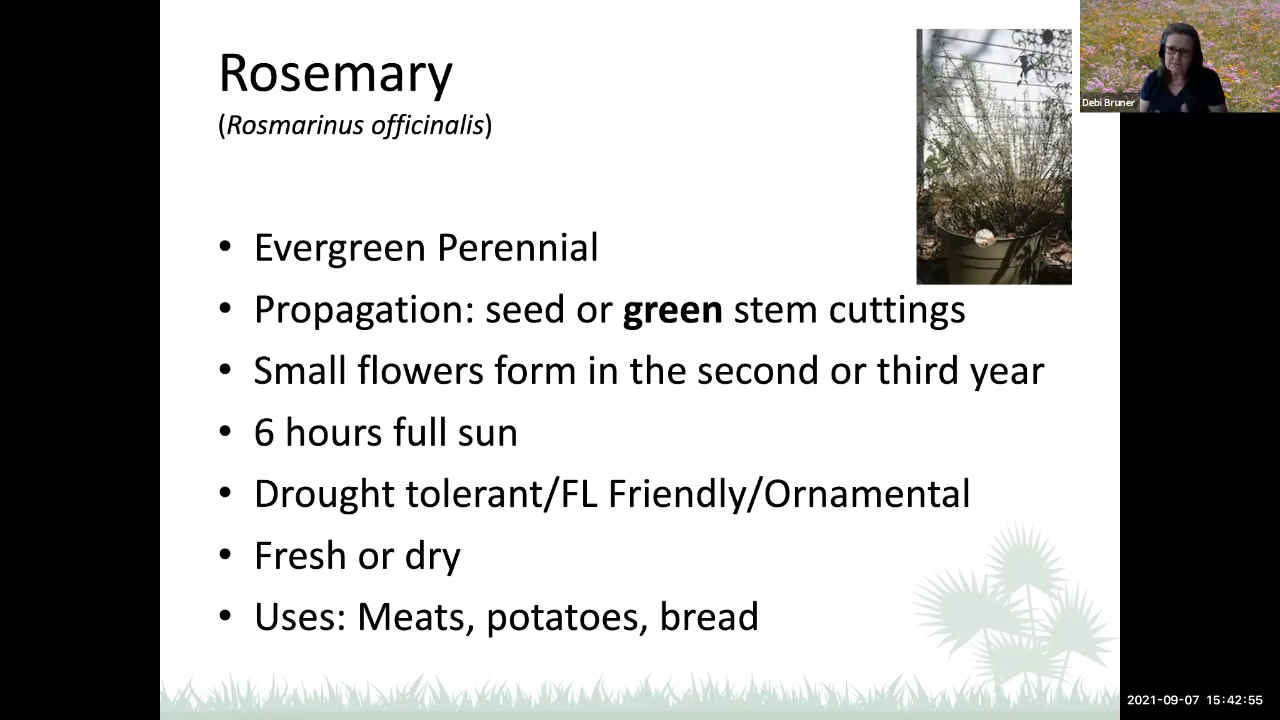 Rosemary
(Rosmarinus officinalis)
• Evergreen Perennial
• Propagation: seed or green stem cuttings
• Small flowers form in the second or third year
• 6 hours full sun
• Drought tolerant/FL Friendly/Ornamental
• Fresh or dry
• Uses: Meats, potatoes, bread
Debi Bruner
2021-09-07 15:42:55